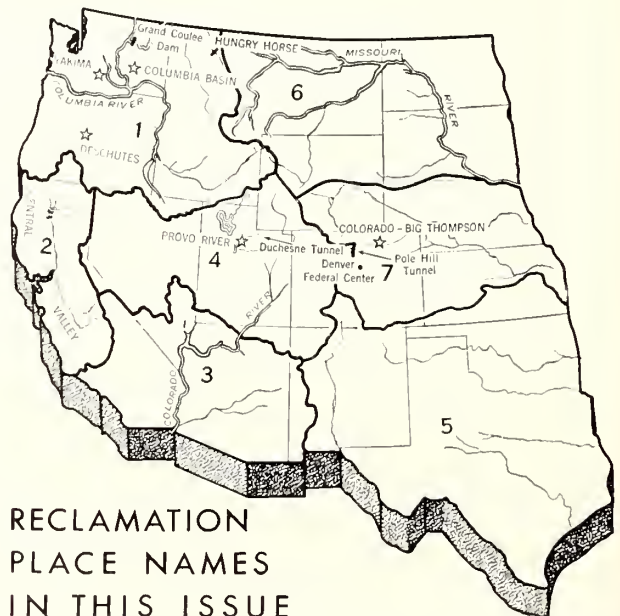 Grand Coulee
Dam
HUNGRY HORSE
MISSOURI
RIVER
YAKIMA
COLUMBIA BASIN
COLUMBIA RIVER
DESCHUTES
1
6
CENTRAL
VALLEY
2
PROVO RIVER
4
Duchesne Tunnel
COLORADO-BIG THOMPSON
Pole Hill
Tunnel
Denver
Federal Center
7
COLORADO
RIVER
3
5
RECLAMATION
PLACE NAMES
IN THIS ISSUE